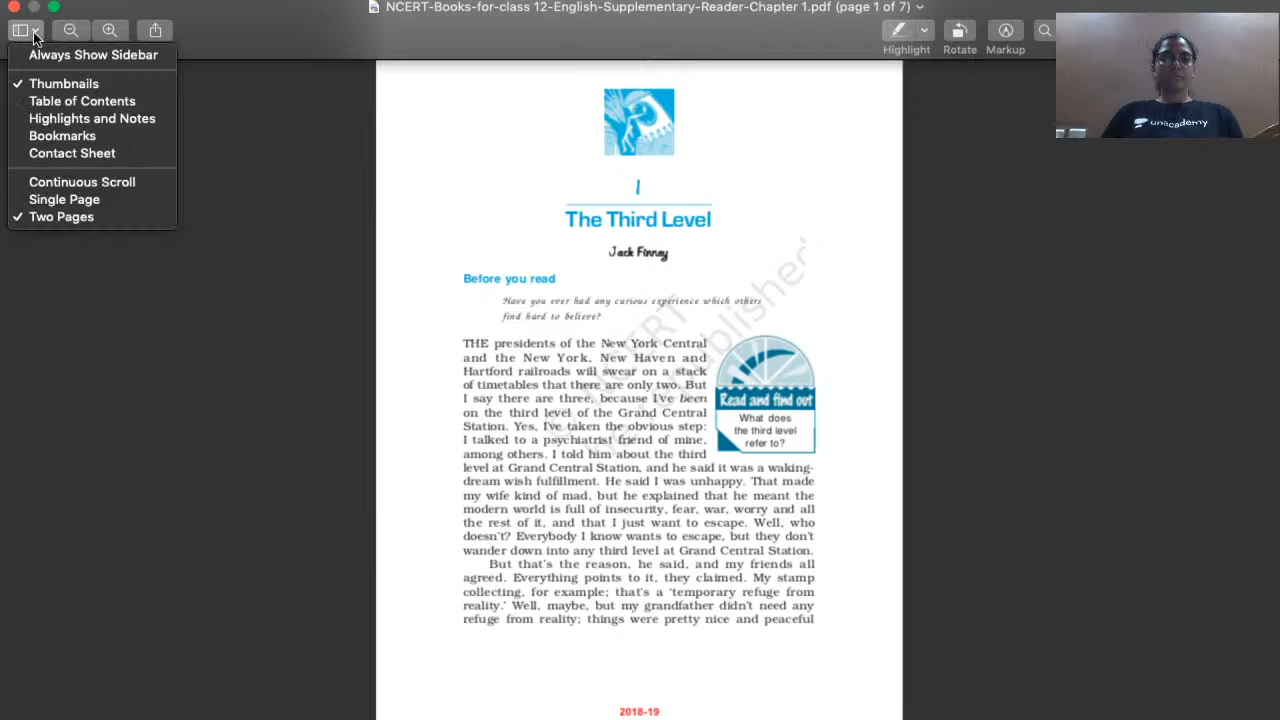 NCERT-Books-for-class 12-English-Supplementary-Reader-Chapter 1.pdf (page 1 of 7)
Highlight
Rotate
Markup
Always Show Sidebar
✓ Thumbnails
Table of Contents
Highlights and Notes
Bookmarks
Contact Sheet
Continuous Scroll
Single Page
✓ Two Pages
unacademy
1
The Third Level
Jack Finney
Before you read
Have you ever had any curious experience which others
find hard to believe?
THE presidents of the New York Central
and the New York, New Haven and
Hartford railroads will swear on a stack
of timetables that there are only two. But
I say there are three, because I've been
on the third level of the Grand Central
Station. Yes, I've taken the obvious step:
I talked to a psychiatrist friend of mine,
among others. I told him about the third
level at Grand Central Station, and he said it was a waking-
dream wish fulfillment. He said I was unhappy. That made
my wife kind of mad, but he explained that he meant the
modern world is full of insecurity, fear, war, worry and all
the rest of it, and that I just want to escape. Well, who
doesn't? Everybody I know wants to escape, but they don't
wander down into any third level at Grand Central Station.
But that's the reason, he said, and my friends all
agreed. Everything points to it, they claimed. My stamp
collecting, for example; that's a 'temporary refuge from
reality.' Well, maybe, but my grandfather didn't need any
refuge from reality; things were pretty nice and peaceful
Read and find out
What does
the third level
refer to?
2018-19